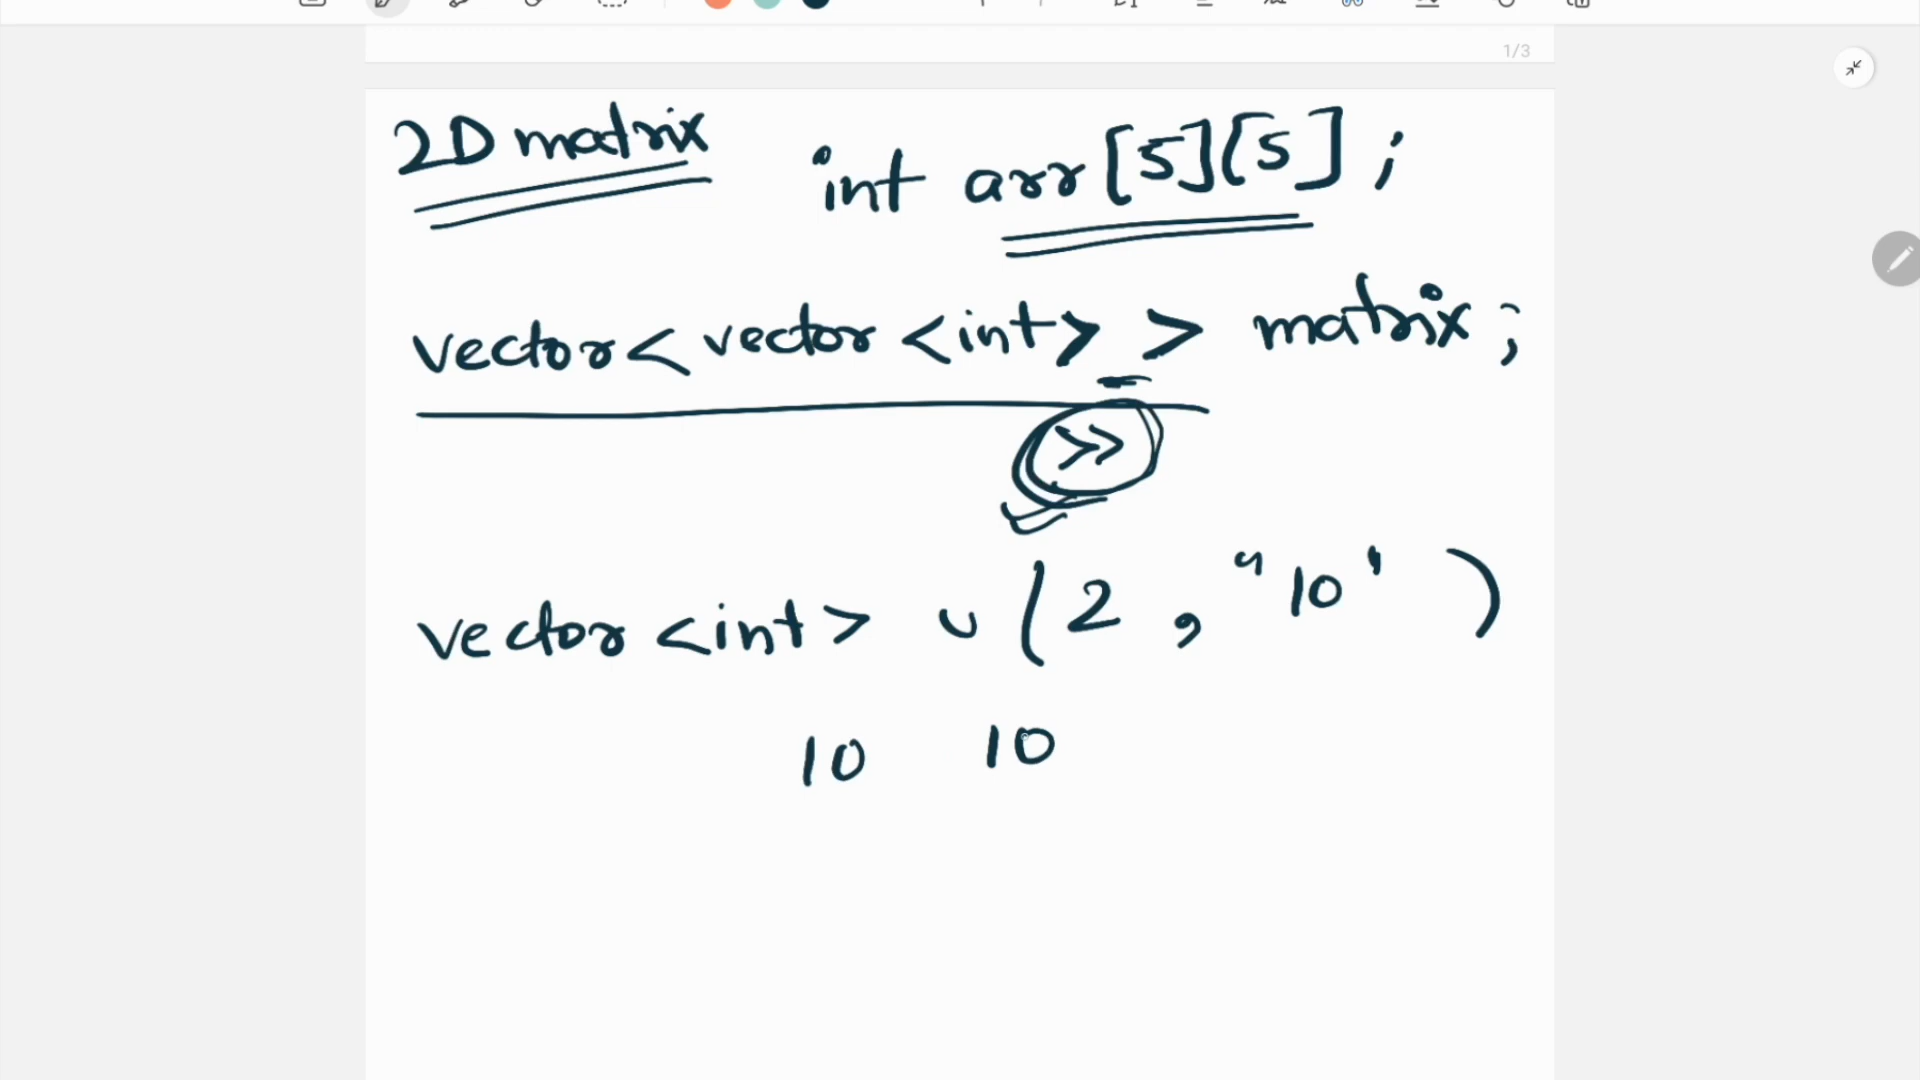 1/3
2D matrix int arr[5][5];
vector< vector <int> > matrix;
>>
vector <int> v (2, "10")
10 10